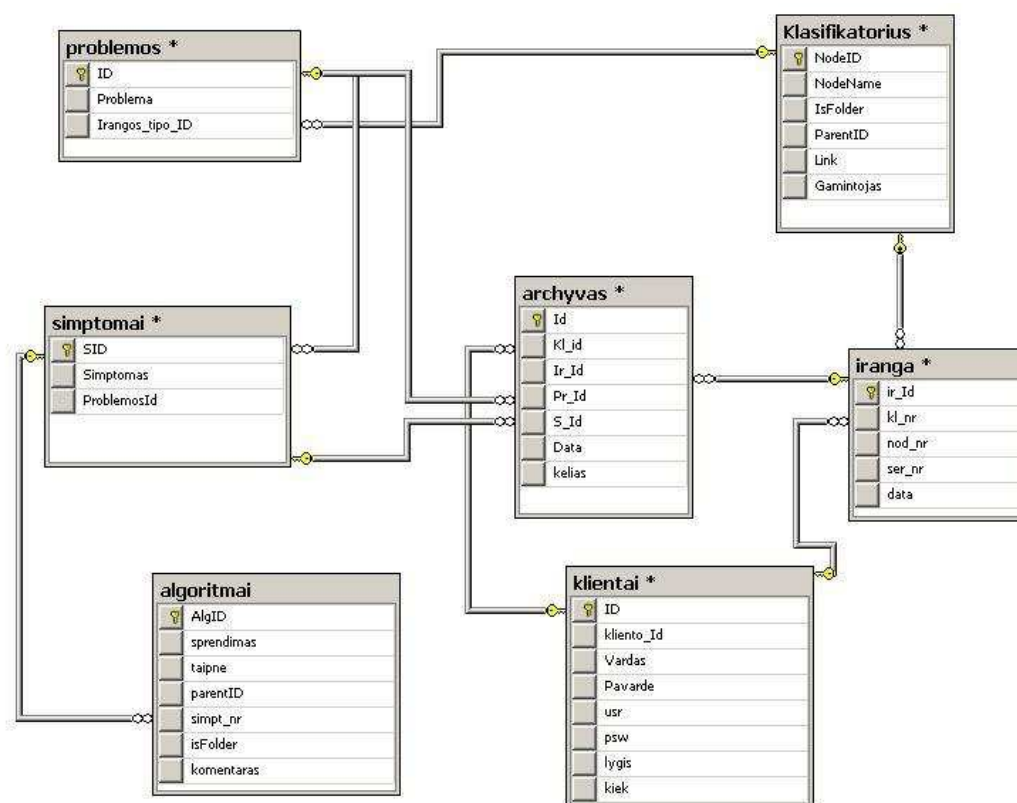 problemos *
ID
Problema
Irangos_tipo_ID
Klasifikatorius *
NodeID
NodeName
IsFolder
ParentID
Link
Gamintojas
simptomai *
SID
Simptomas
ProblemosId
archyvas *
Id
Kl_id
Ir_Id
Pr_Id
S_Id
Data
kelias
iranga *
ir_Id
kl_nr
nod_nr
ser_nr
data
algoritmai
AlgID
sprendimas
taipne
parentID
simpt_nr
isFolder
komentaras
klientai *
ID
kliento_Id
Vardas
Pavarde
usr
psw
lygis
kiek